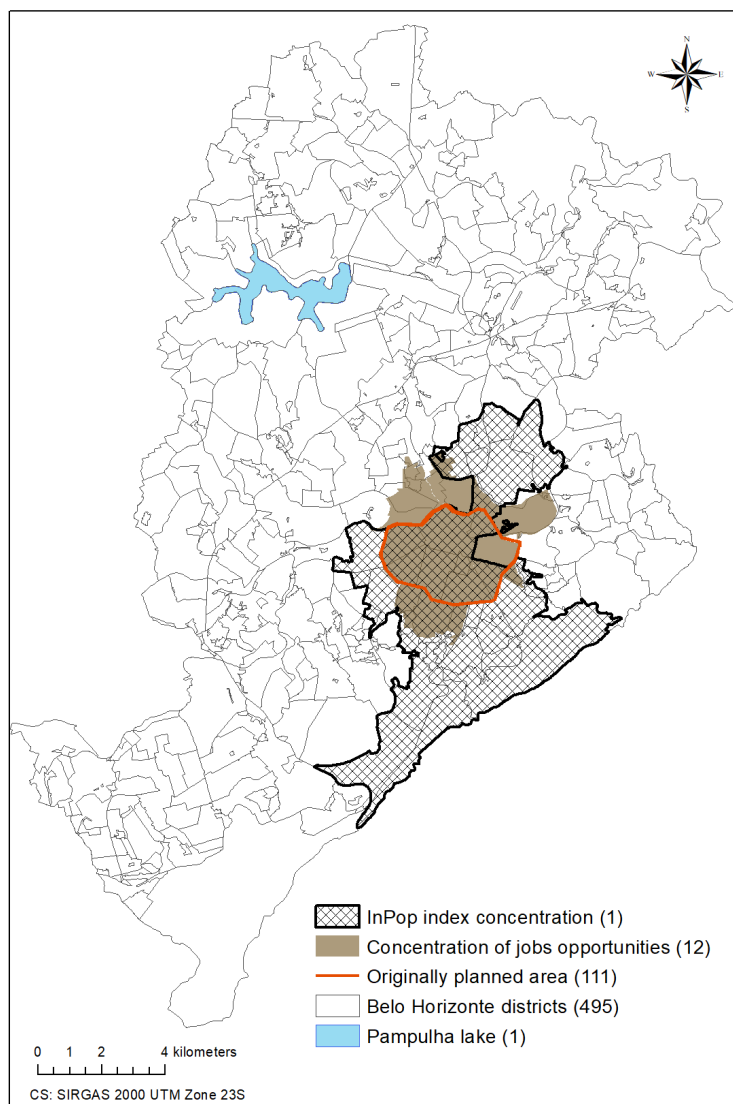 N
W
E
S
InPop index concentration (1)
Concentration of jobs opportunities (12)
Originally planned area (111)
Belo Horizonte districts (495)
Pampulha lake (1)
0 1 2 4 kilometers
CS: SIRGAS 2000 UTM Zone 23S